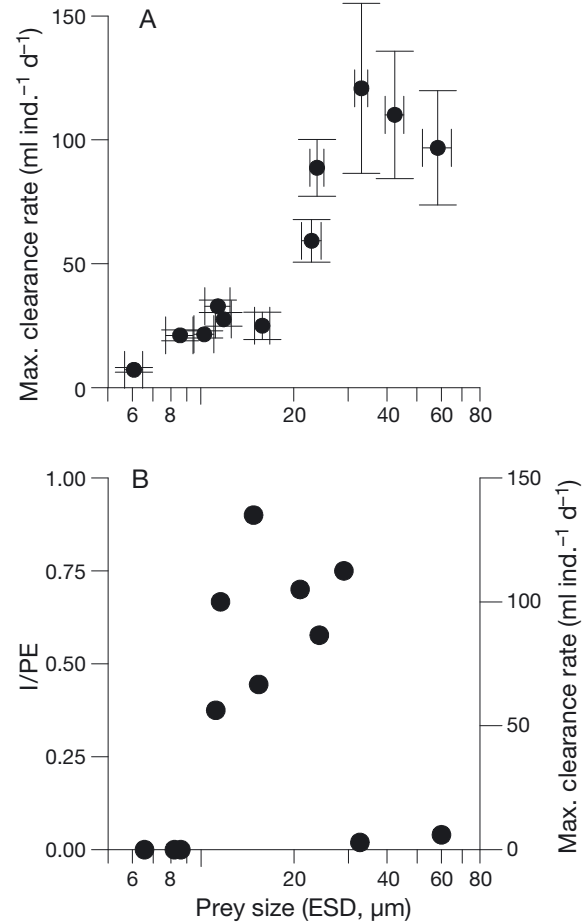 A
Max. clearance rate (ml ind.⁻¹ d⁻¹)
150
100
50
0
6 8 20 40 60 80
B
I/PE
1.00
0.75
0.50
0.25
0.00
150
100
50
0
Max. clearance rate (ml ind.⁻¹ d⁻¹)
6 8 20 40 60 80
Prey size (ESD, µm)